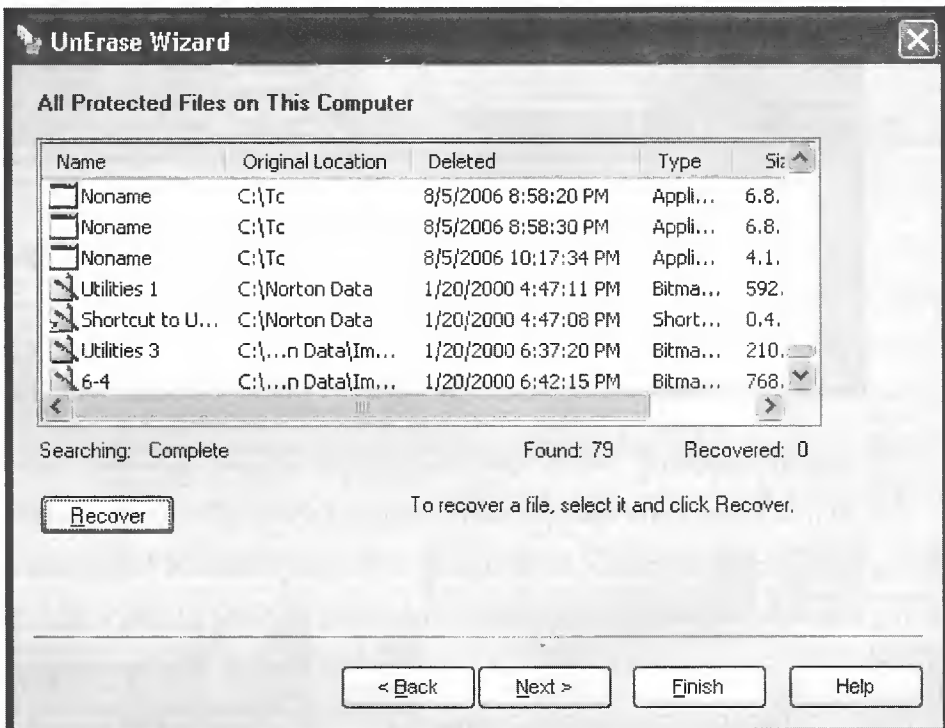 UnErase Wizard
All Protected Files on This Computer
Name Original Location Deleted Type Siz
Noname C:\Tc 8/5/2006 8:58:20 PM Appli... 6.8.
Noname C:\Tc 8/5/2006 8:58:30 PM Appli... 6.8.
Noname C:\Tc 8/5/2006 10:17:34 PM Appli... 4.1.
Utilities 1 C:\Norton Data 1/20/2000 4:47:11 PM Bitma... 592.
Shortcut to U... C:\Norton Data 1/20/2000 4:47:08 PM Short... 0.4.
Utilities 3 C:\...n Data\Im... 1/20/2000 6:37:20 PM Bitma... 210.
6-4 C:\...n Data\Im... 1/20/2000 6:42:15 PM Bitma... 768.
Searching: Complete Found: 79 Recovered: 0
Recover To recover a file, select it and click Recover.
< Back Next > Finish Help